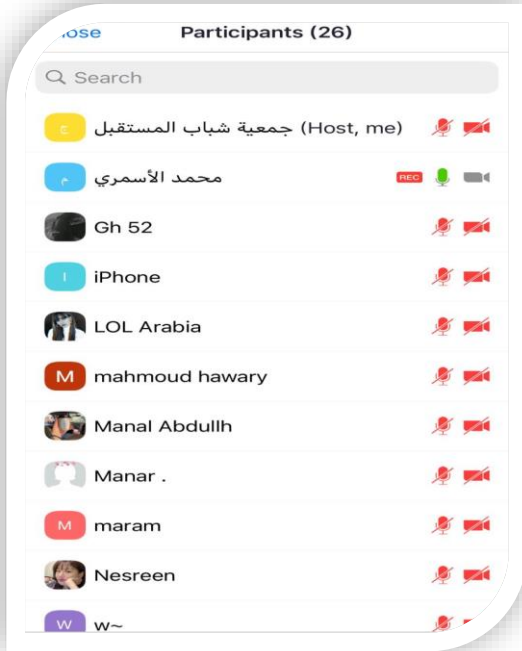 Close Participants (26)
Search
ج جمعية شباب المستقبل (Host, me)
م محمد الأسمري REC
Gh 52
I iPhone
LOL Arabia
M mahmoud hawary
Manal Abdullh
Manar .
M maram
Nesreen
W w~